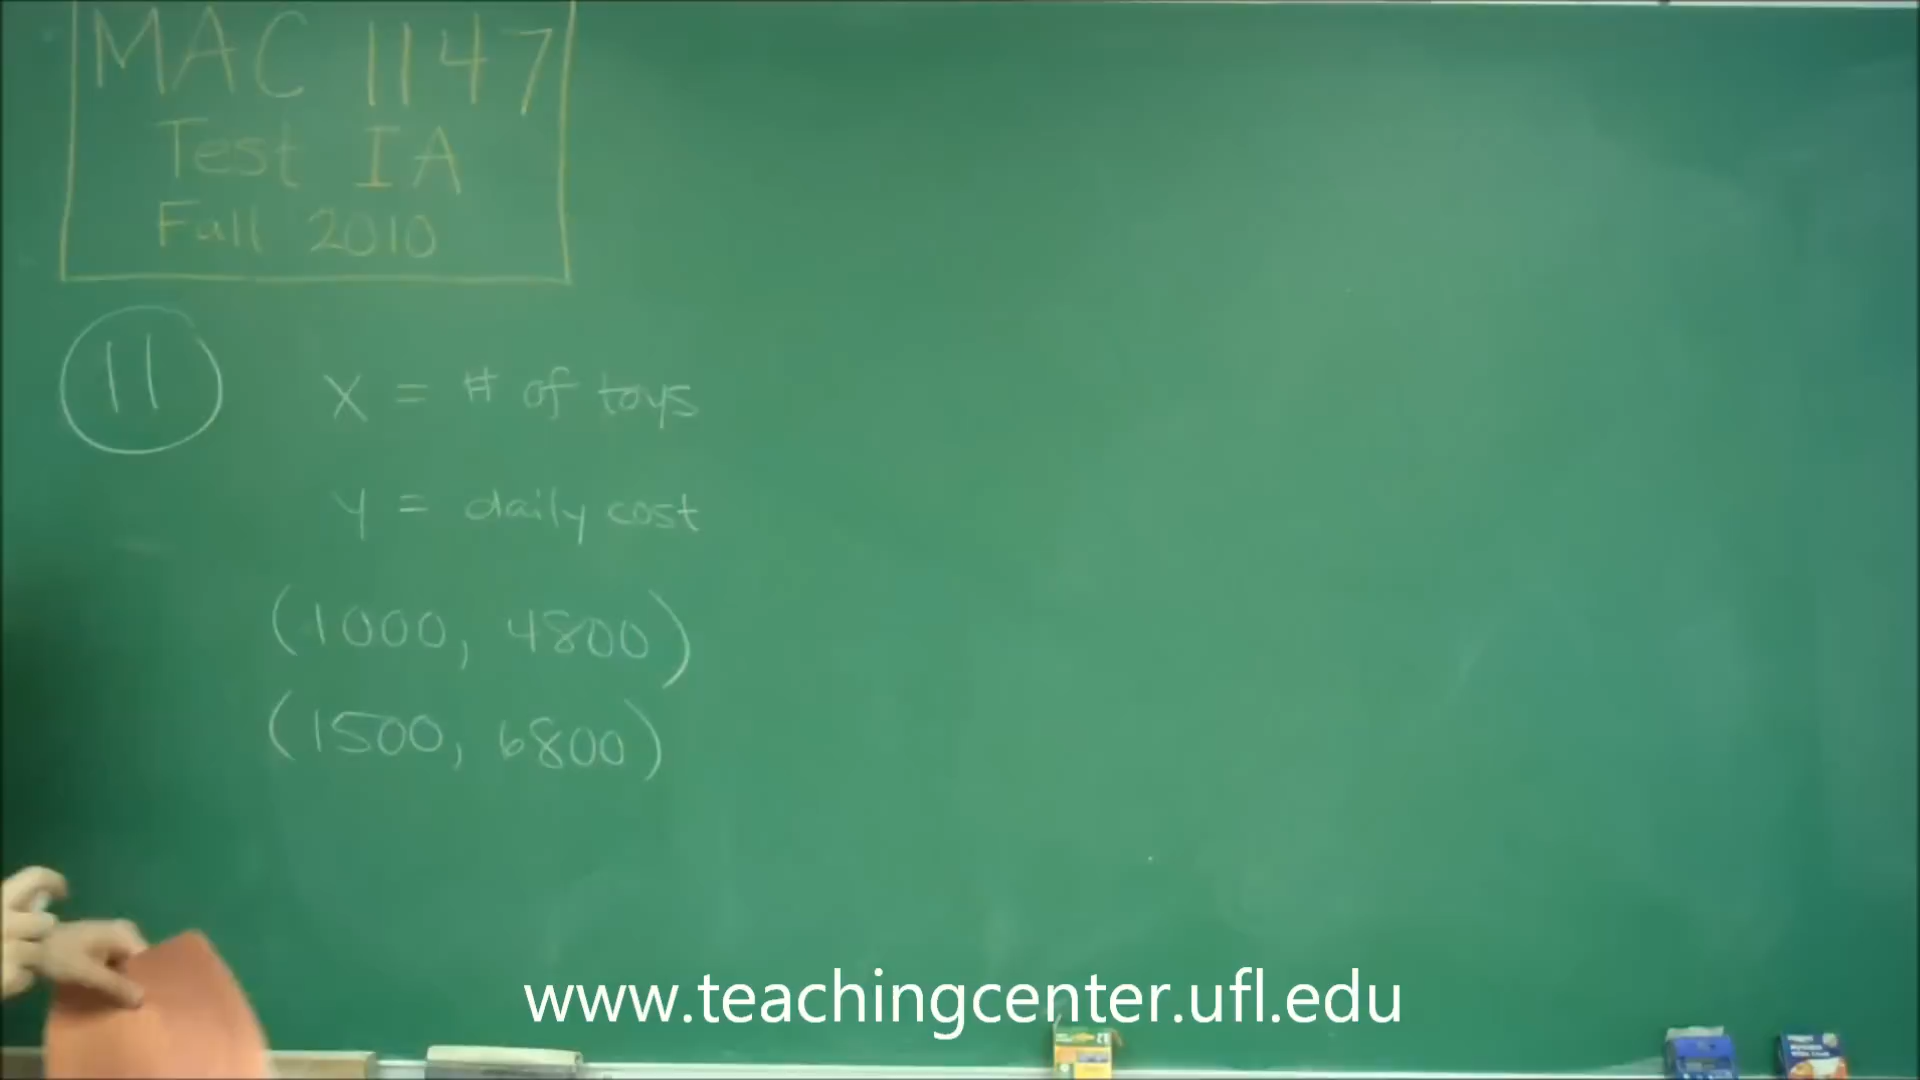 MAC 1147
Test IA
Fall 2010
11
x = # of toys
y = daily cost
(1000, 4800)
(1500, 6800)
www.teachingcenter.ufl.edu